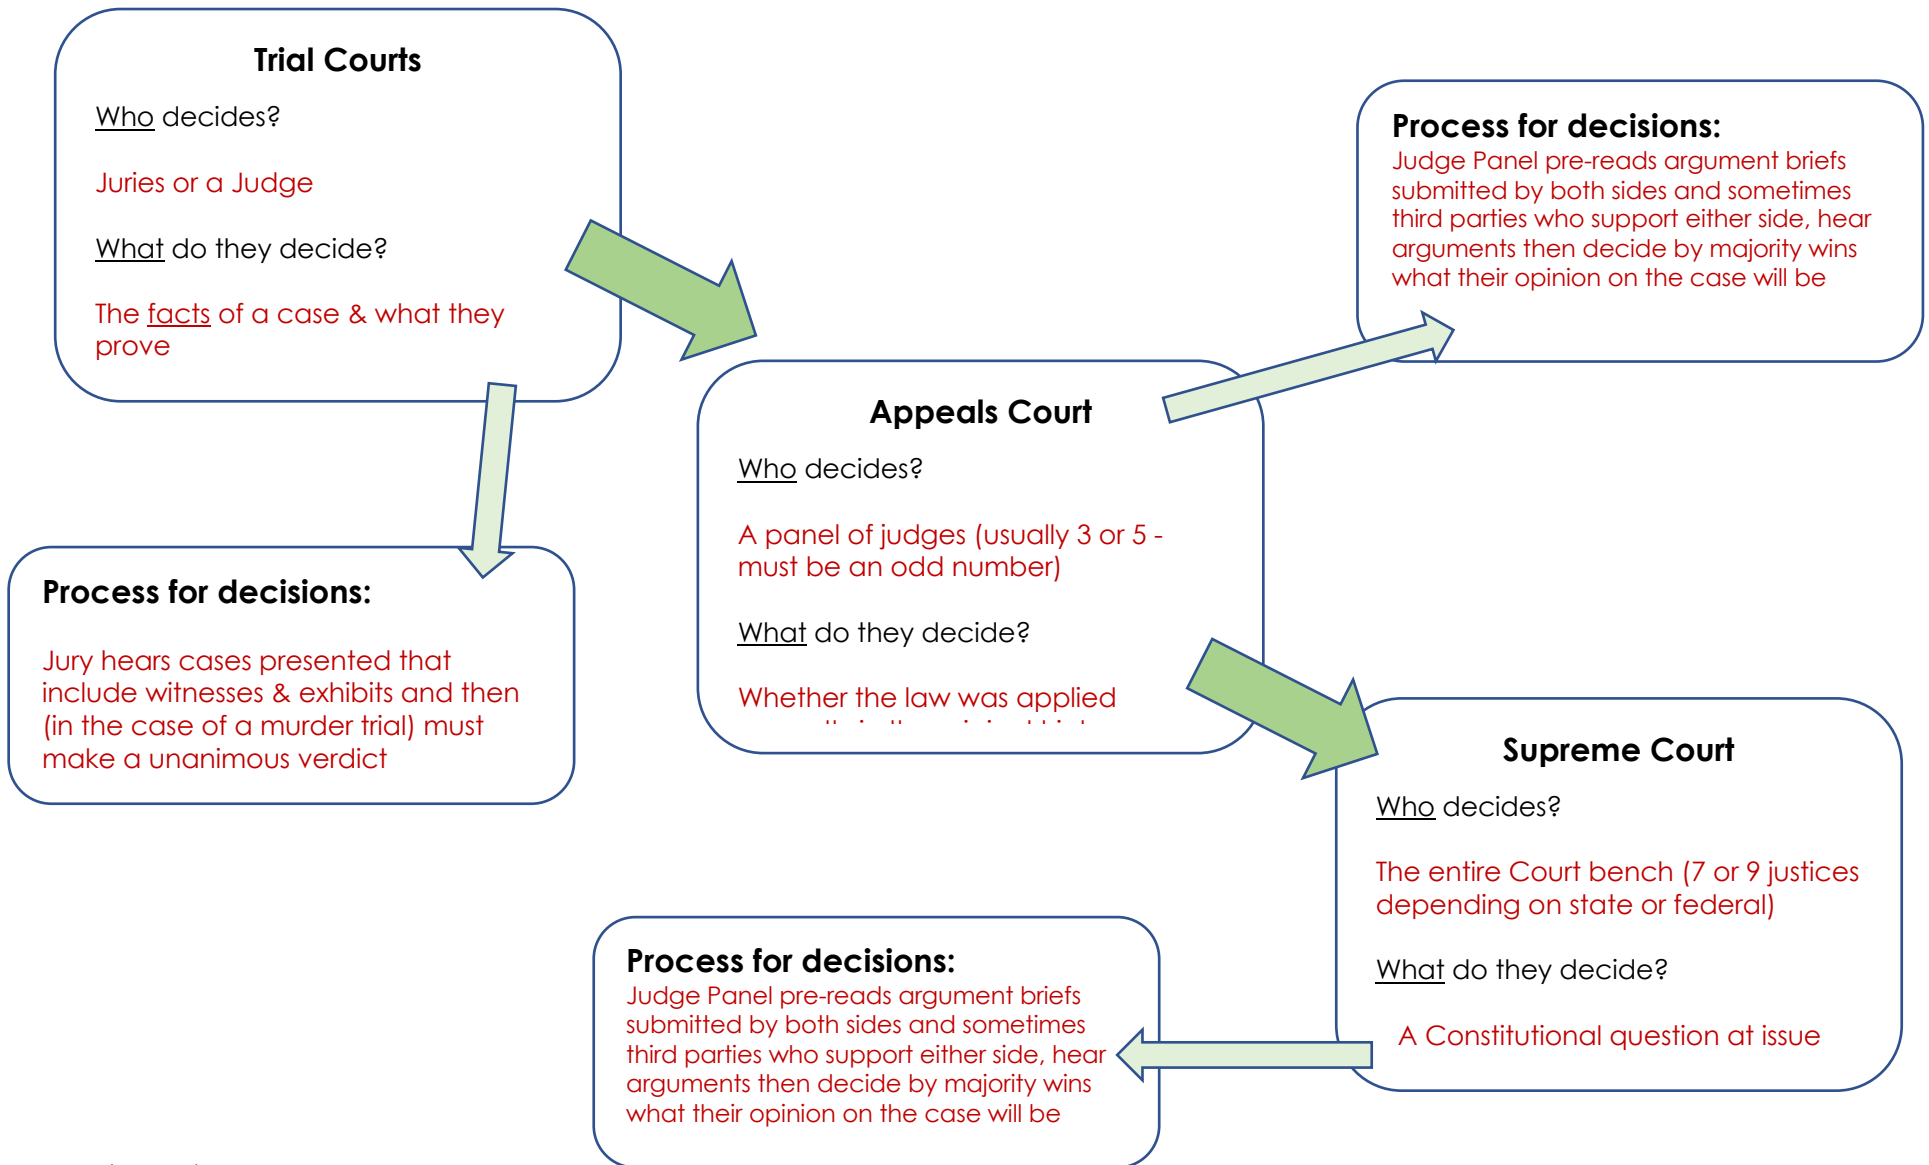 Trial Courts
Who decides?
Juries or a Judge
What do they decide?
The facts of a case & what they
prove
Process for decisions:
Jury hears cases presented that
include witnesses & exhibits and then
(in the case of a murder trial) must
make a unanimous verdict
Appeals Court
Who decides?
A panel of judges (usually 3 or 5 -
must be an odd number)
What do they decide?
Whether the law was applied
Process for decisions:
Judge Panel pre-reads argument briefs
submitted by both sides and sometimes
third parties who support either side, hear
arguments then decide by majority wins
what their opinion on the case will be
Supreme Court
Who decides?
The entire Court bench (7 or 9 justices
depending on state or federal)
What do they decide?
A Constitutional question at issue
Process for decisions:
Judge Panel pre-reads argument briefs
submitted by both sides and sometimes
third parties who support either side, hear
arguments then decide by majority wins
what their opinion on the case will be